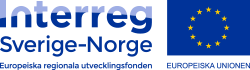 Interreg
Sverige-Norge
Europeiska regionala utvecklingsfonden
EUROPEISKA UNIONEN